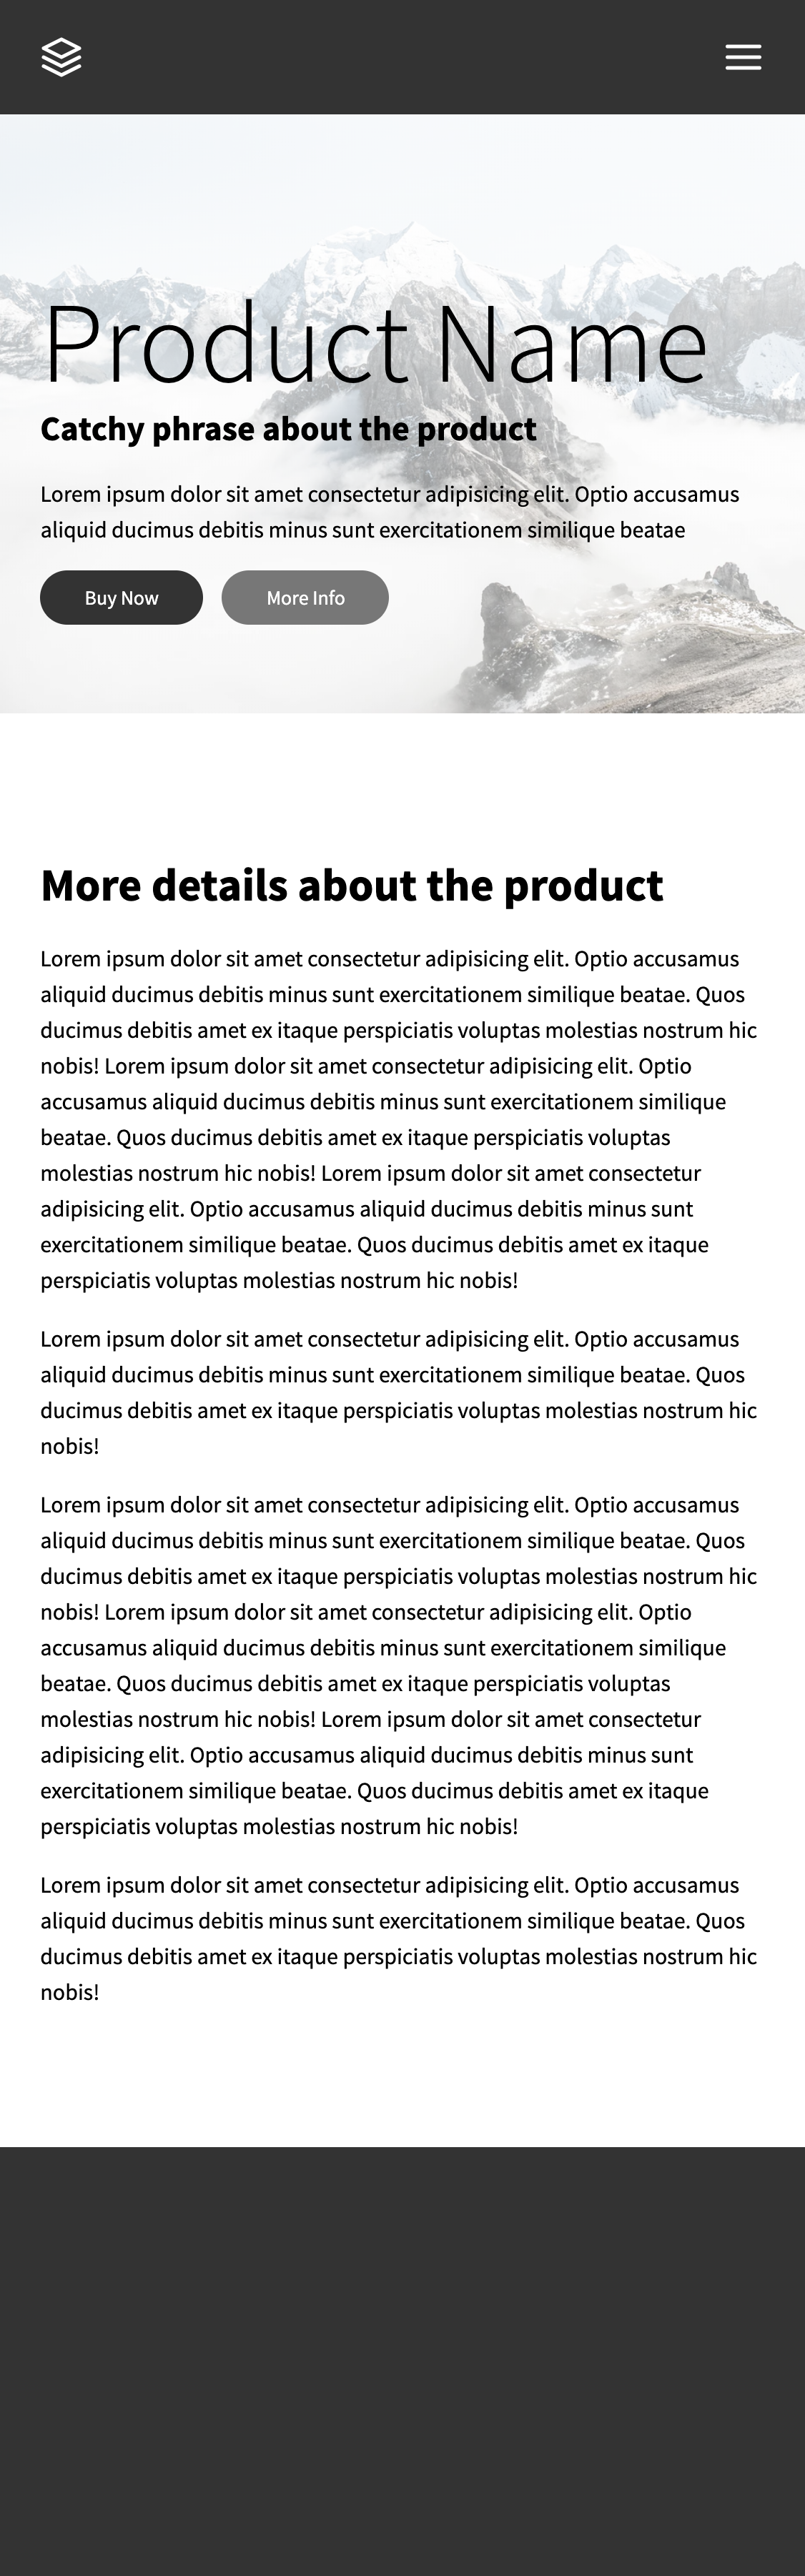 Product Name
Catchy phrase about the product
Lorem ipsum dolor sit amet consectetur adipisicing elit. Optio accusamus
aliquid ducimus debitis minus sunt exercitationem similique beatae
Buy Now More Info
More details about the product
Lorem ipsum dolor sit amet consectetur adipisicing elit. Optio accusamus
aliquid ducimus debitis minus sunt exercitationem similique beatae. Quos
ducimus debitis amet ex itaque perspiciatis voluptas molestias nostrum hic
nobis! Lorem ipsum dolor sit amet consectetur adipisicing elit. Optio
accusamus aliquid ducimus debitis minus sunt exercitationem similique
beatae. Quos ducimus debitis amet ex itaque perspiciatis voluptas
molestias nostrum hic nobis! Lorem ipsum dolor sit amet consectetur
adipisicing elit. Optio accusamus aliquid ducimus debitis minus sunt
exercitationem similique beatae. Quos ducimus debitis amet ex itaque
perspiciatis voluptas molestias nostrum hic nobis!
Lorem ipsum dolor sit amet consectetur adipisicing elit. Optio accusamus
aliquid ducimus debitis minus sunt exercitationem similique beatae. Quos
ducimus debitis amet ex itaque perspiciatis voluptas molestias nostrum hic
nobis!
Lorem ipsum dolor sit amet consectetur adipisicing elit. Optio accusamus
aliquid ducimus debitis minus sunt exercitationem similique beatae. Quos
ducimus debitis amet ex itaque perspiciatis voluptas molestias nostrum hic
nobis! Lorem ipsum dolor sit amet consectetur adipisicing elit. Optio
accusamus aliquid ducimus debitis minus sunt exercitationem similique
beatae. Quos ducimus debitis amet ex itaque perspiciatis voluptas
molestias nostrum hic nobis! Lorem ipsum dolor sit amet consectetur
adipisicing elit. Optio accusamus aliquid ducimus debitis minus sunt
exercitationem similique beatae. Quos ducimus debitis amet ex itaque
perspiciatis voluptas molestias nostrum hic nobis!
Lorem ipsum dolor sit amet consectetur adipisicing elit. Optio accusamus
aliquid ducimus debitis minus sunt exercitationem similique beatae. Quos
ducimus debitis amet ex itaque perspiciatis voluptas molestias nostrum hic
nobis!